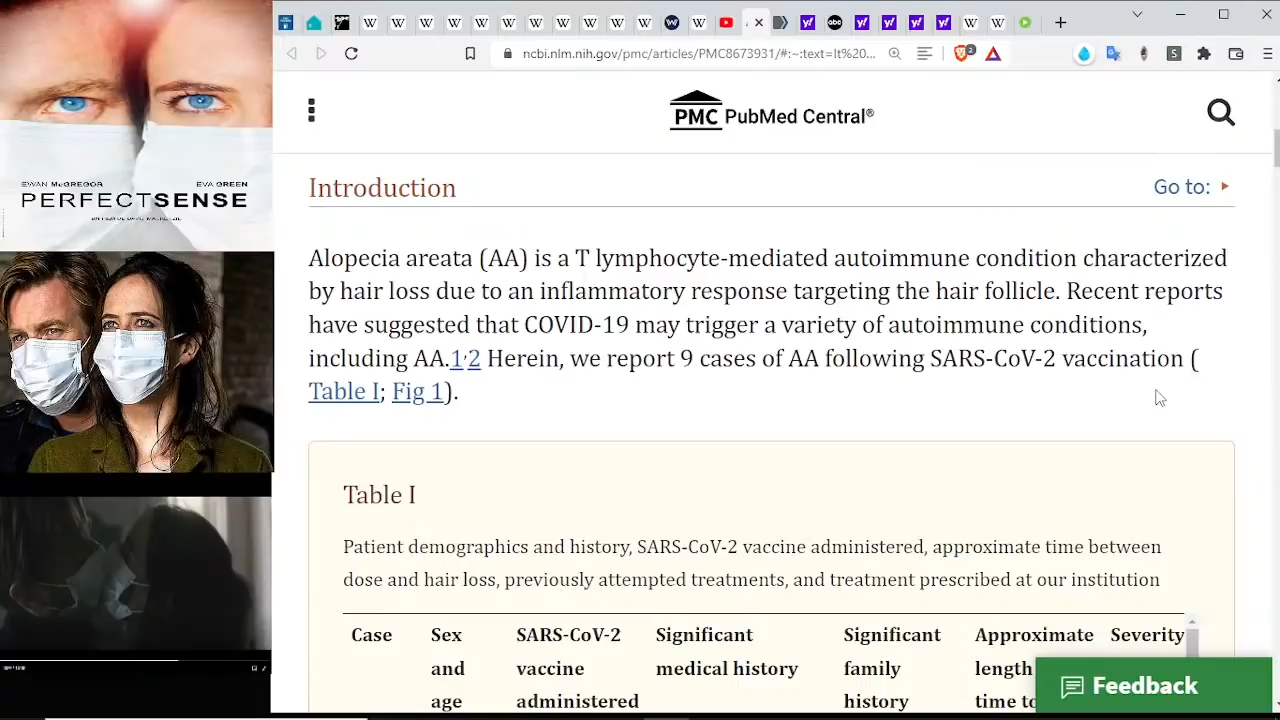 ncbi.nlm.nih.gov/pmc/articles/PMC8673931/#:~:text=It%20...
PMC PubMed Central®
EWAN McGREGOR EVA GREEN
PERFECTSENSE
Introduction
Go to:
Alopecia areata (AA) is a T lymphocyte-mediated autoimmune condition characterized
by hair loss due to an inflammatory response targeting the hair follicle. Recent reports
have suggested that COVID-19 may trigger a variety of autoimmune conditions,
including AA.1,2 Herein, we report 9 cases of AA following SARS-CoV-2 vaccination (
Table I; Fig 1).
Table I
Patient demographics and history, SARS-CoV-2 vaccine administered, approximate time between
dose and hair loss, previously attempted treatments, and treatment prescribed at our institution
Case Sex SARS-CoV-2 Significant Significant Approximate Severity
and vaccine medical history family length
age administered history time to
Feedback